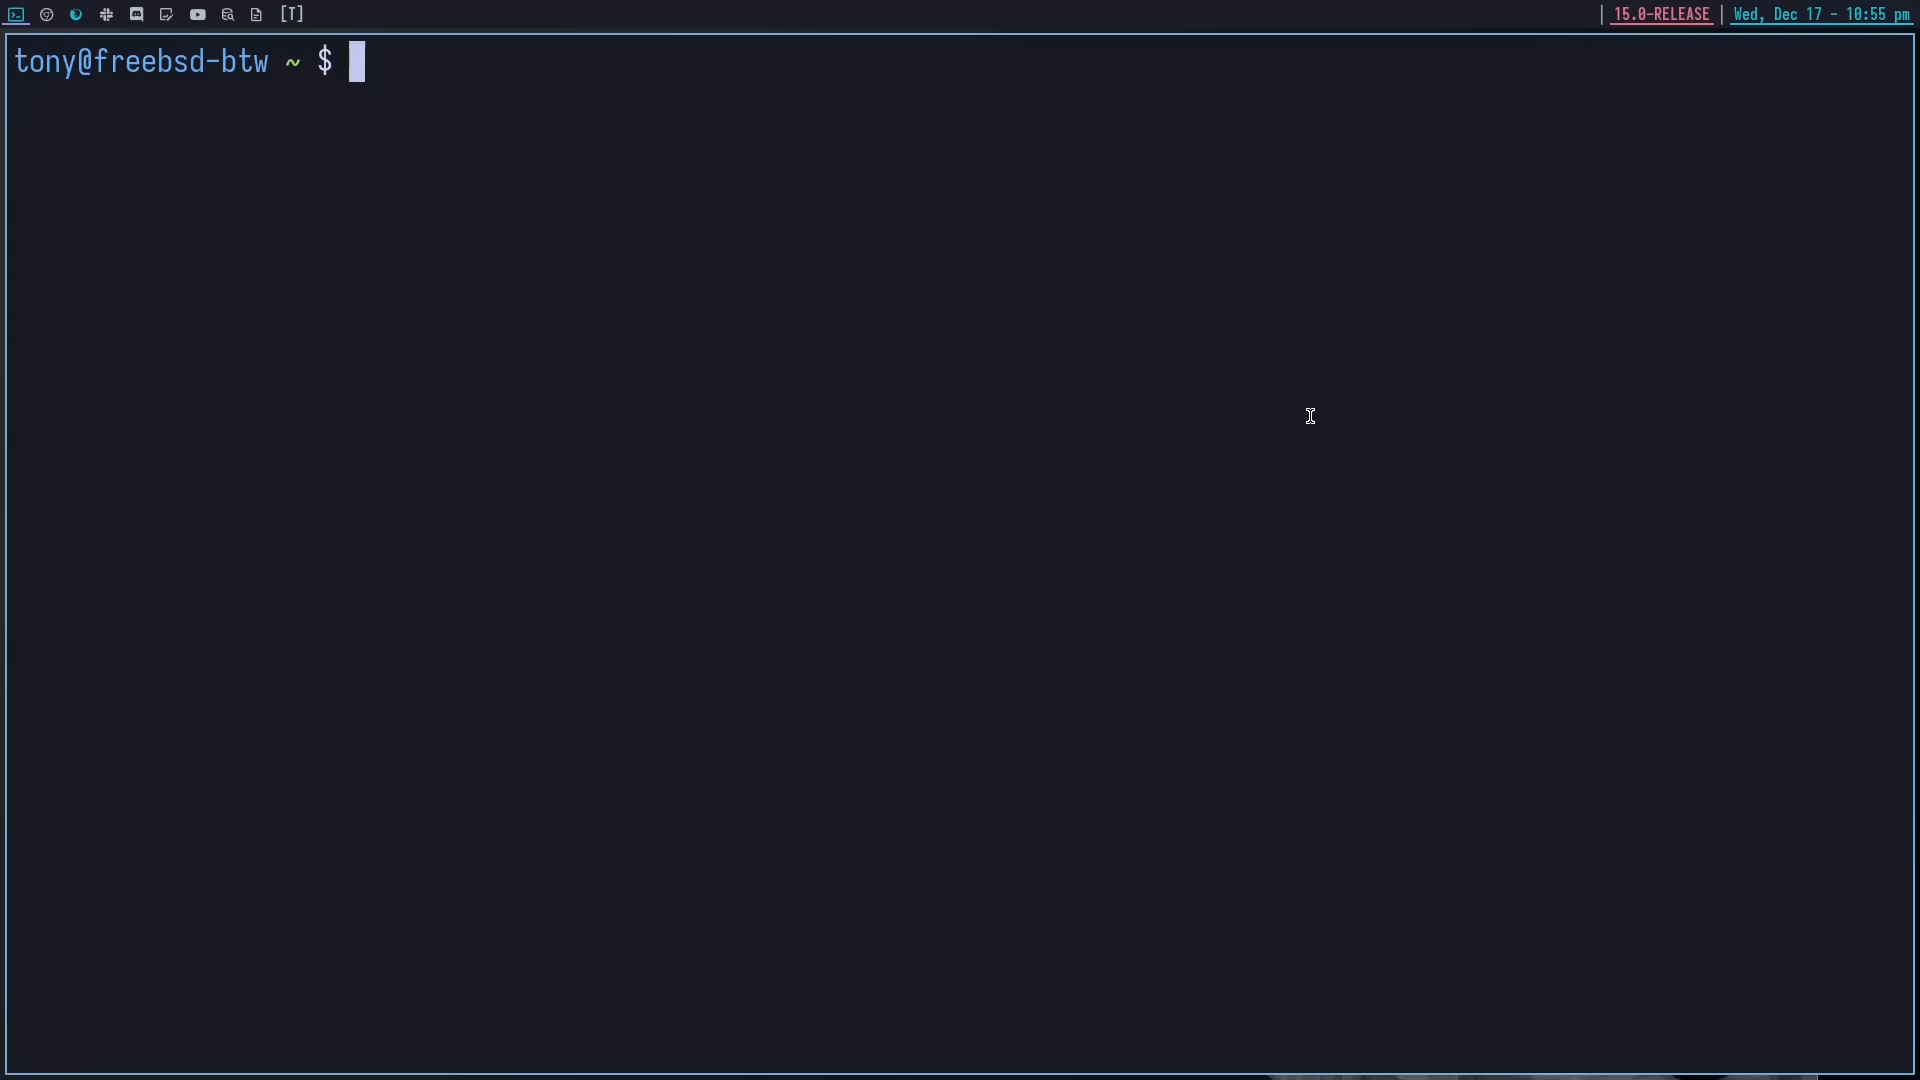 [T] | 15.0-RELEASE | Wed, Dec 17 - 10:55 pm
tony@freebsd-btw ~ $